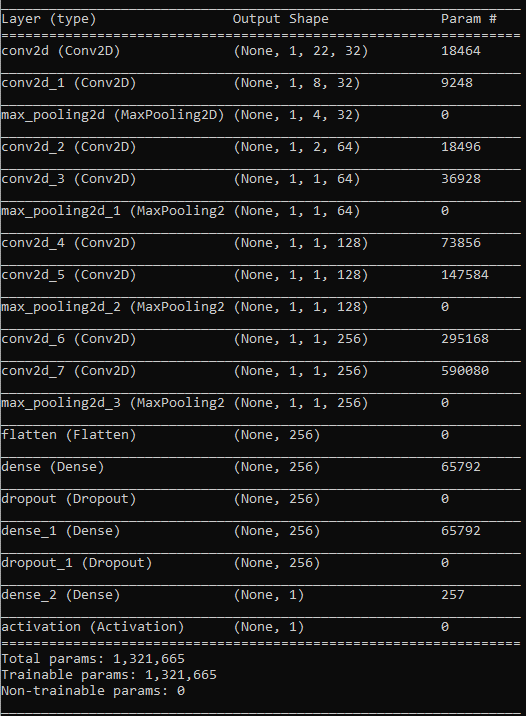 Layer (type) Output Shape Param #
=================================================================
conv2d (Conv2D) (None, 1, 22, 32) 18464
conv2d_1 (Conv2D) (None, 1, 8, 32) 9248
max_pooling2d (MaxPooling2D) (None, 1, 4, 32) 0
conv2d_2 (Conv2D) (None, 1, 2, 64) 18496
conv2d_3 (Conv2D) (None, 1, 1, 64) 36928
max_pooling2d_1 (MaxPooling2 (None, 1, 1, 64) 0
conv2d_4 (Conv2D) (None, 1, 1, 128) 73856
conv2d_5 (Conv2D) (None, 1, 1, 128) 147584
max_pooling2d_2 (MaxPooling2 (None, 1, 1, 128) 0
conv2d_6 (Conv2D) (None, 1, 1, 256) 295168
conv2d_7 (Conv2D) (None, 1, 1, 256) 590080
max_pooling2d_3 (MaxPooling2 (None, 1, 1, 256) 0
flatten (Flatten) (None, 256) 0
dense (Dense) (None, 256) 65792
dropout (Dropout) (None, 256) 0
dense_1 (Dense) (None, 256) 65792
dropout_1 (Dropout) (None, 256) 0
dense_2 (Dense) (None, 1) 257
activation (Activation) (None, 1) 0
=================================================================
Total params: 1,321,665
Trainable params: 1,321,665
Non-trainable params: 0